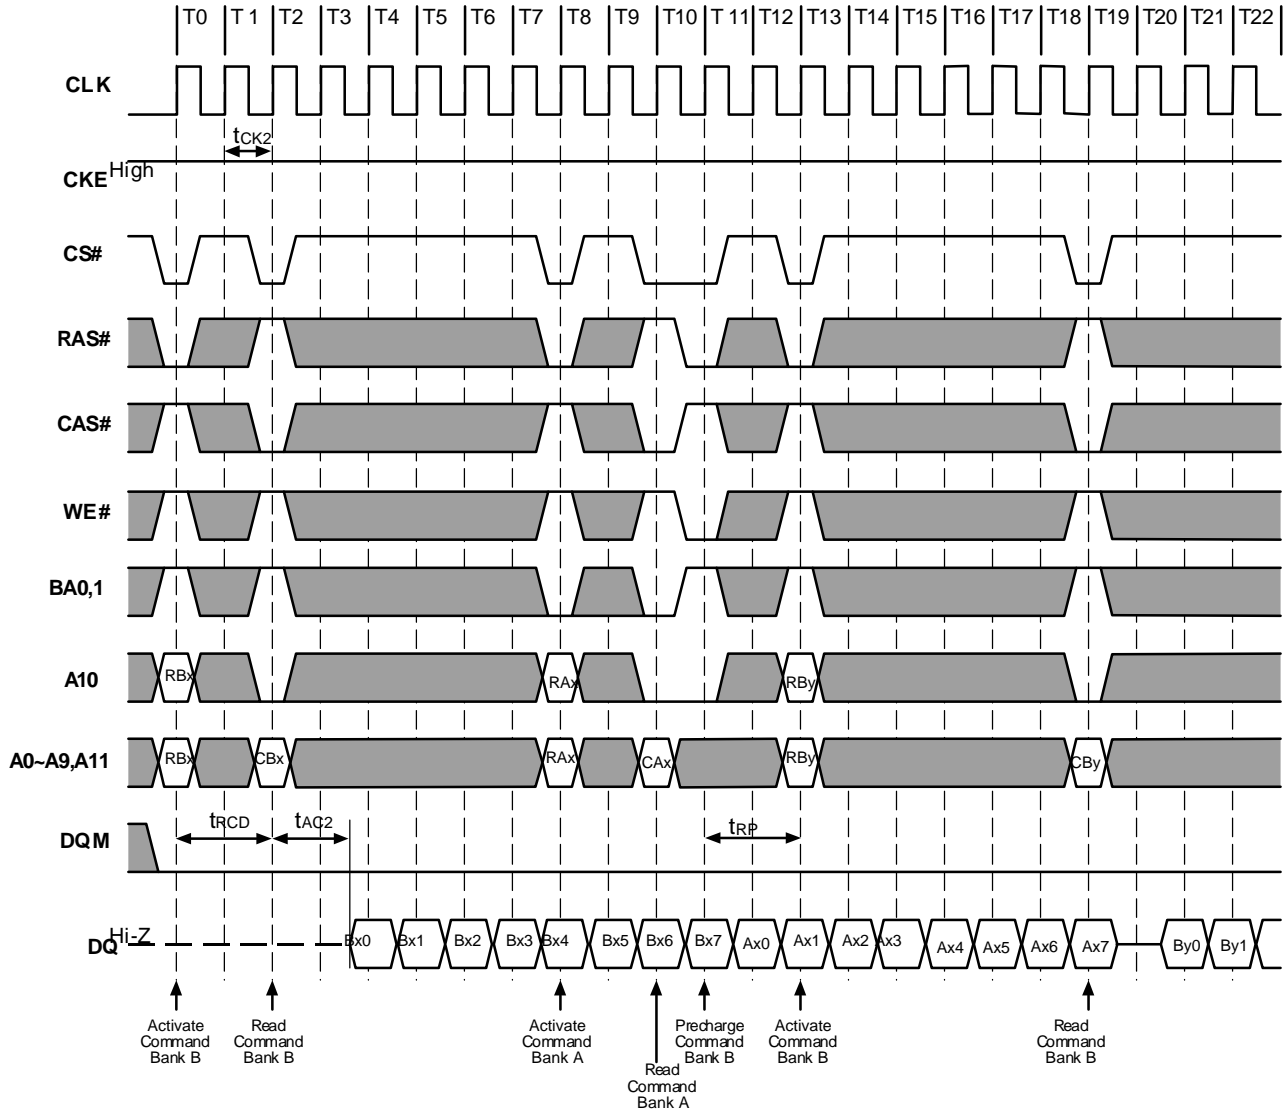 T0 T 1 T2 T3 T4 T5 T6 T7 T8 T9 T10 T 11 T12 T13 T14 T15 T16 T17 T18 T19 T20 T21 T22
CLK
tCK2
High
CKE
CS#
RAS#
CAS#
WE#
BA0,1
A10
RBx RAx RBy
A0~A9,A11
RBx CBx RAx CAx RBy CBy
tRCD tAC2 tRP
DQM
Hi-Z
DQ
Bx0 Bx1 Bx2 Bx3 Bx4 Bx5 Bx6 Bx7 Ax0 Ax1 Ax2 Ax3 Ax4 Ax5 Ax6 Ax7 By0 By1
Activate
Command
Bank B
Read
Command
Bank B
Activate
Command
Bank A
Read
Command
Bank A
Precharge
Command
Bank B
Activate
Command
Bank B
Read
Command
Bank B